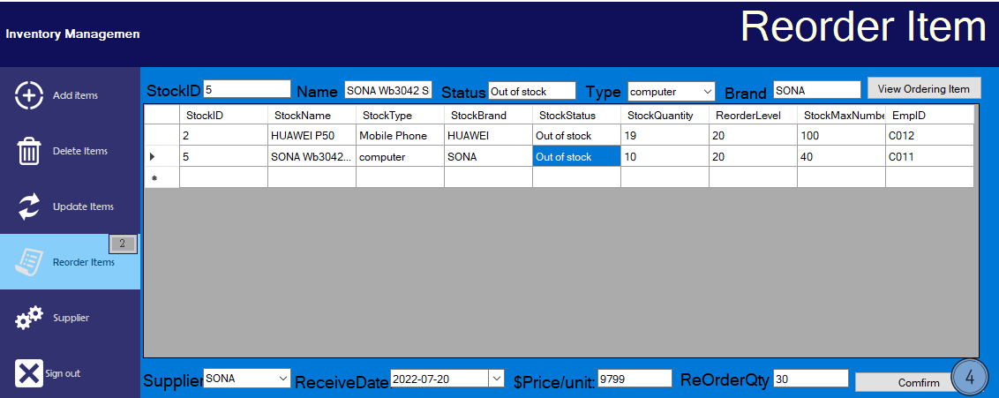 Inventory Managemen
Reorder Item
Add items
Delete Items
Update Items
2
Reorder Items
Supplier
Sign out
StockID 5 Name SONA Wb3042 S Status Out of stock Type computer Brand SONA View Ordering Item
StockID StockName StockType StockBrand StockStatus StockQuantity ReorderLevel StockMaxNumbe EmpID
2 HUAWEI P50 Mobile Phone HUAWEI Out of stock 19 20 100 C012
5 SONA Wb3042... computer SONA Out of stock 10 20 40 C011
Supplier SONA ReceiveDate 2022-07-20 $Price/unit: 9799 ReOrderQty 30 Comfirm 4